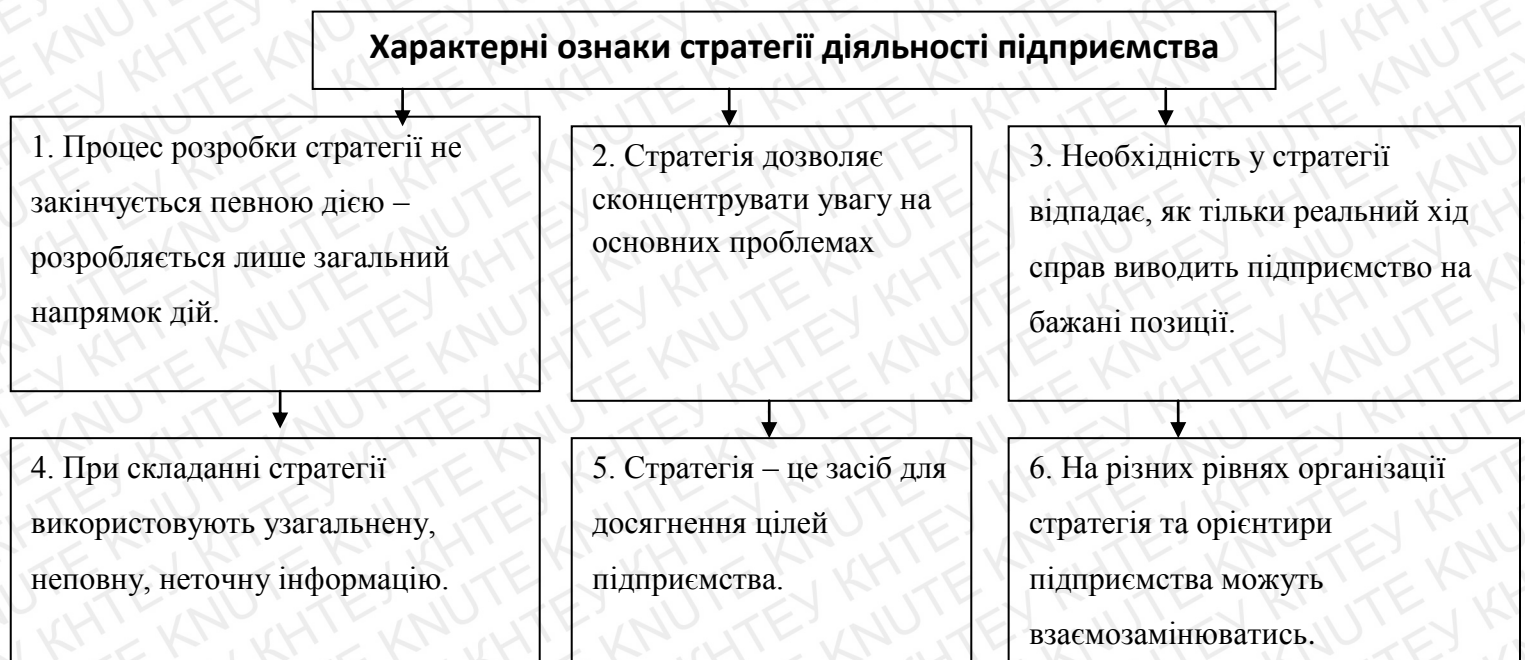 Характерні ознаки стратегії діяльності підприємства
1. Процес розробки стратегії не
закінчується певною дією –
розробляється лише загальний
напрямок дій.
2. Стратегія дозволяє
сконцентрувати увагу на
основних проблемах
3. Необхідність у стратегії
відпадає, як тільки реальний хід
справ виводить підприємство на
бажані позиції.
4. При складанні стратегії
використовують узагальнену,
неповну, неточну інформацію.
5. Стратегія – це засіб для
досягнення цілей
підприємства.
6. На різних рівнях організації
стратегія та орієнтири
підприємства можуть
взаємозамінюватись.